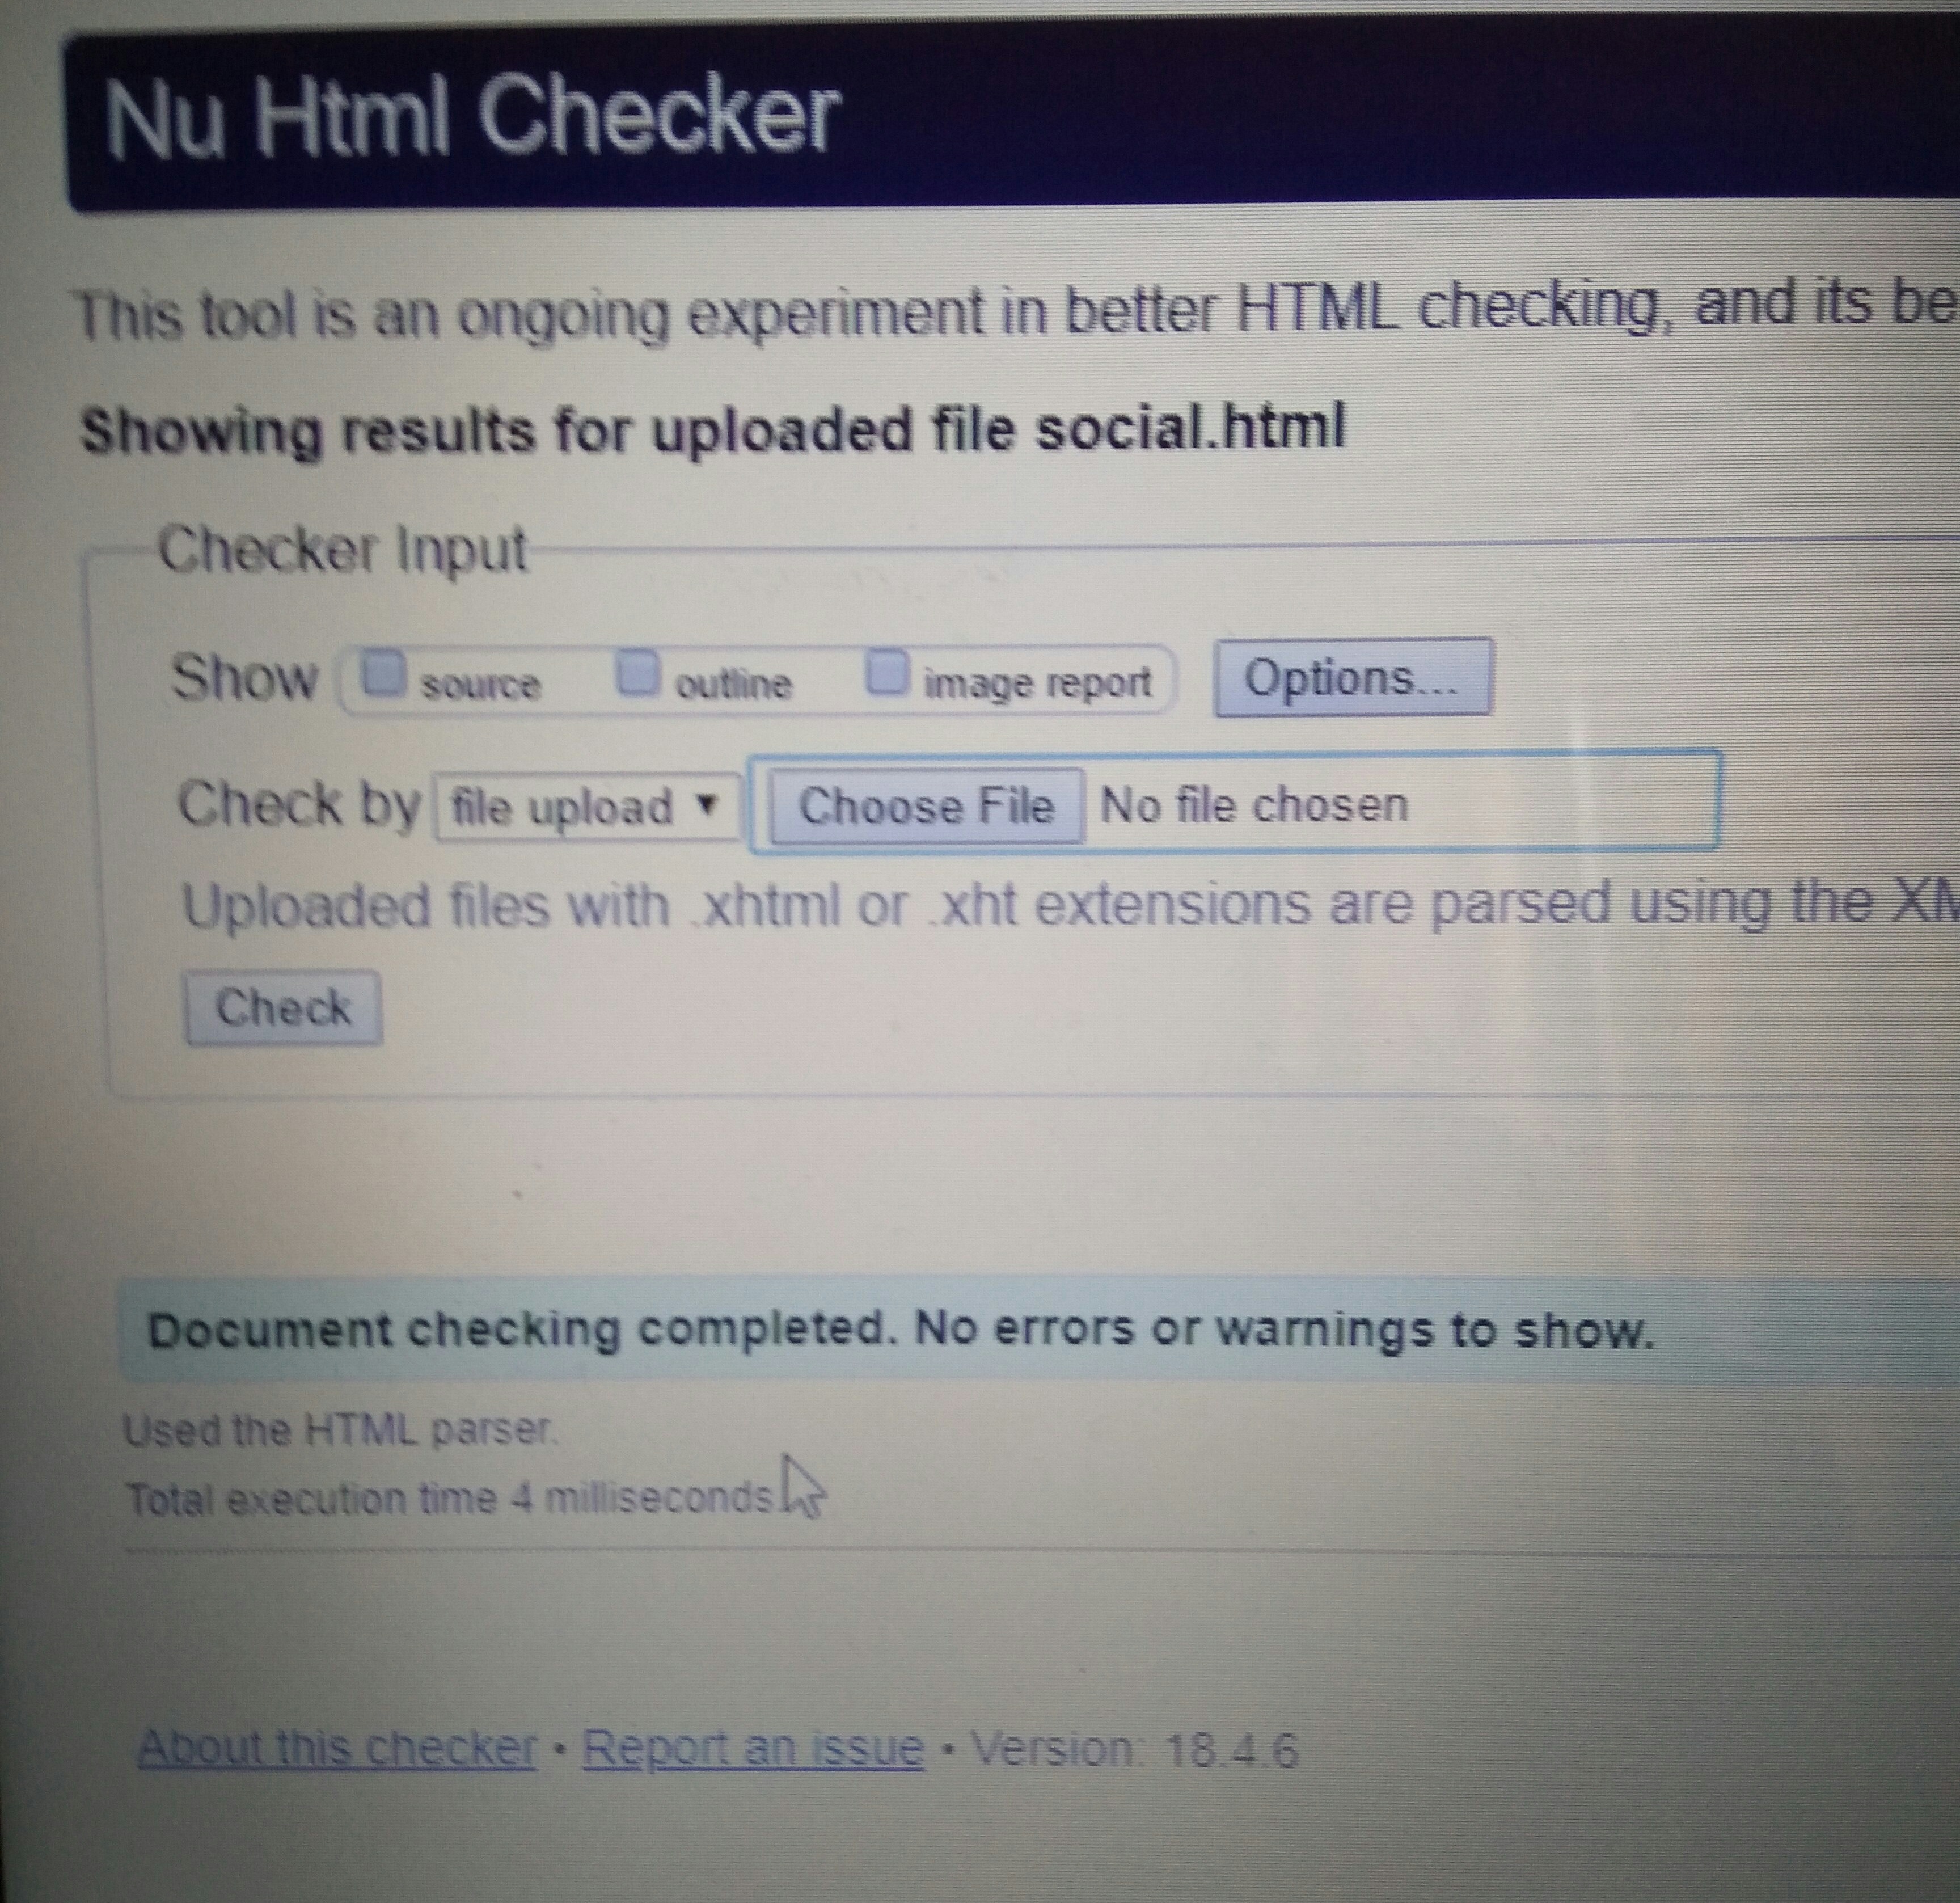 Nu Html Checker
This tool is an ongoing experiment in better HTML checking, and its be
Showing results for uploaded file social.html
Checker Input
Show source outline image report Options...
Check by file upload ▼ Choose File No file chosen
Uploaded files with .xhtml or .xht extensions are parsed using the XM
Check
Document checking completed. No errors or warnings to show.
Used the HTML parser.
Total execution time 4 milliseconds.
About this checker • Report an issue • Version: 18.4.6